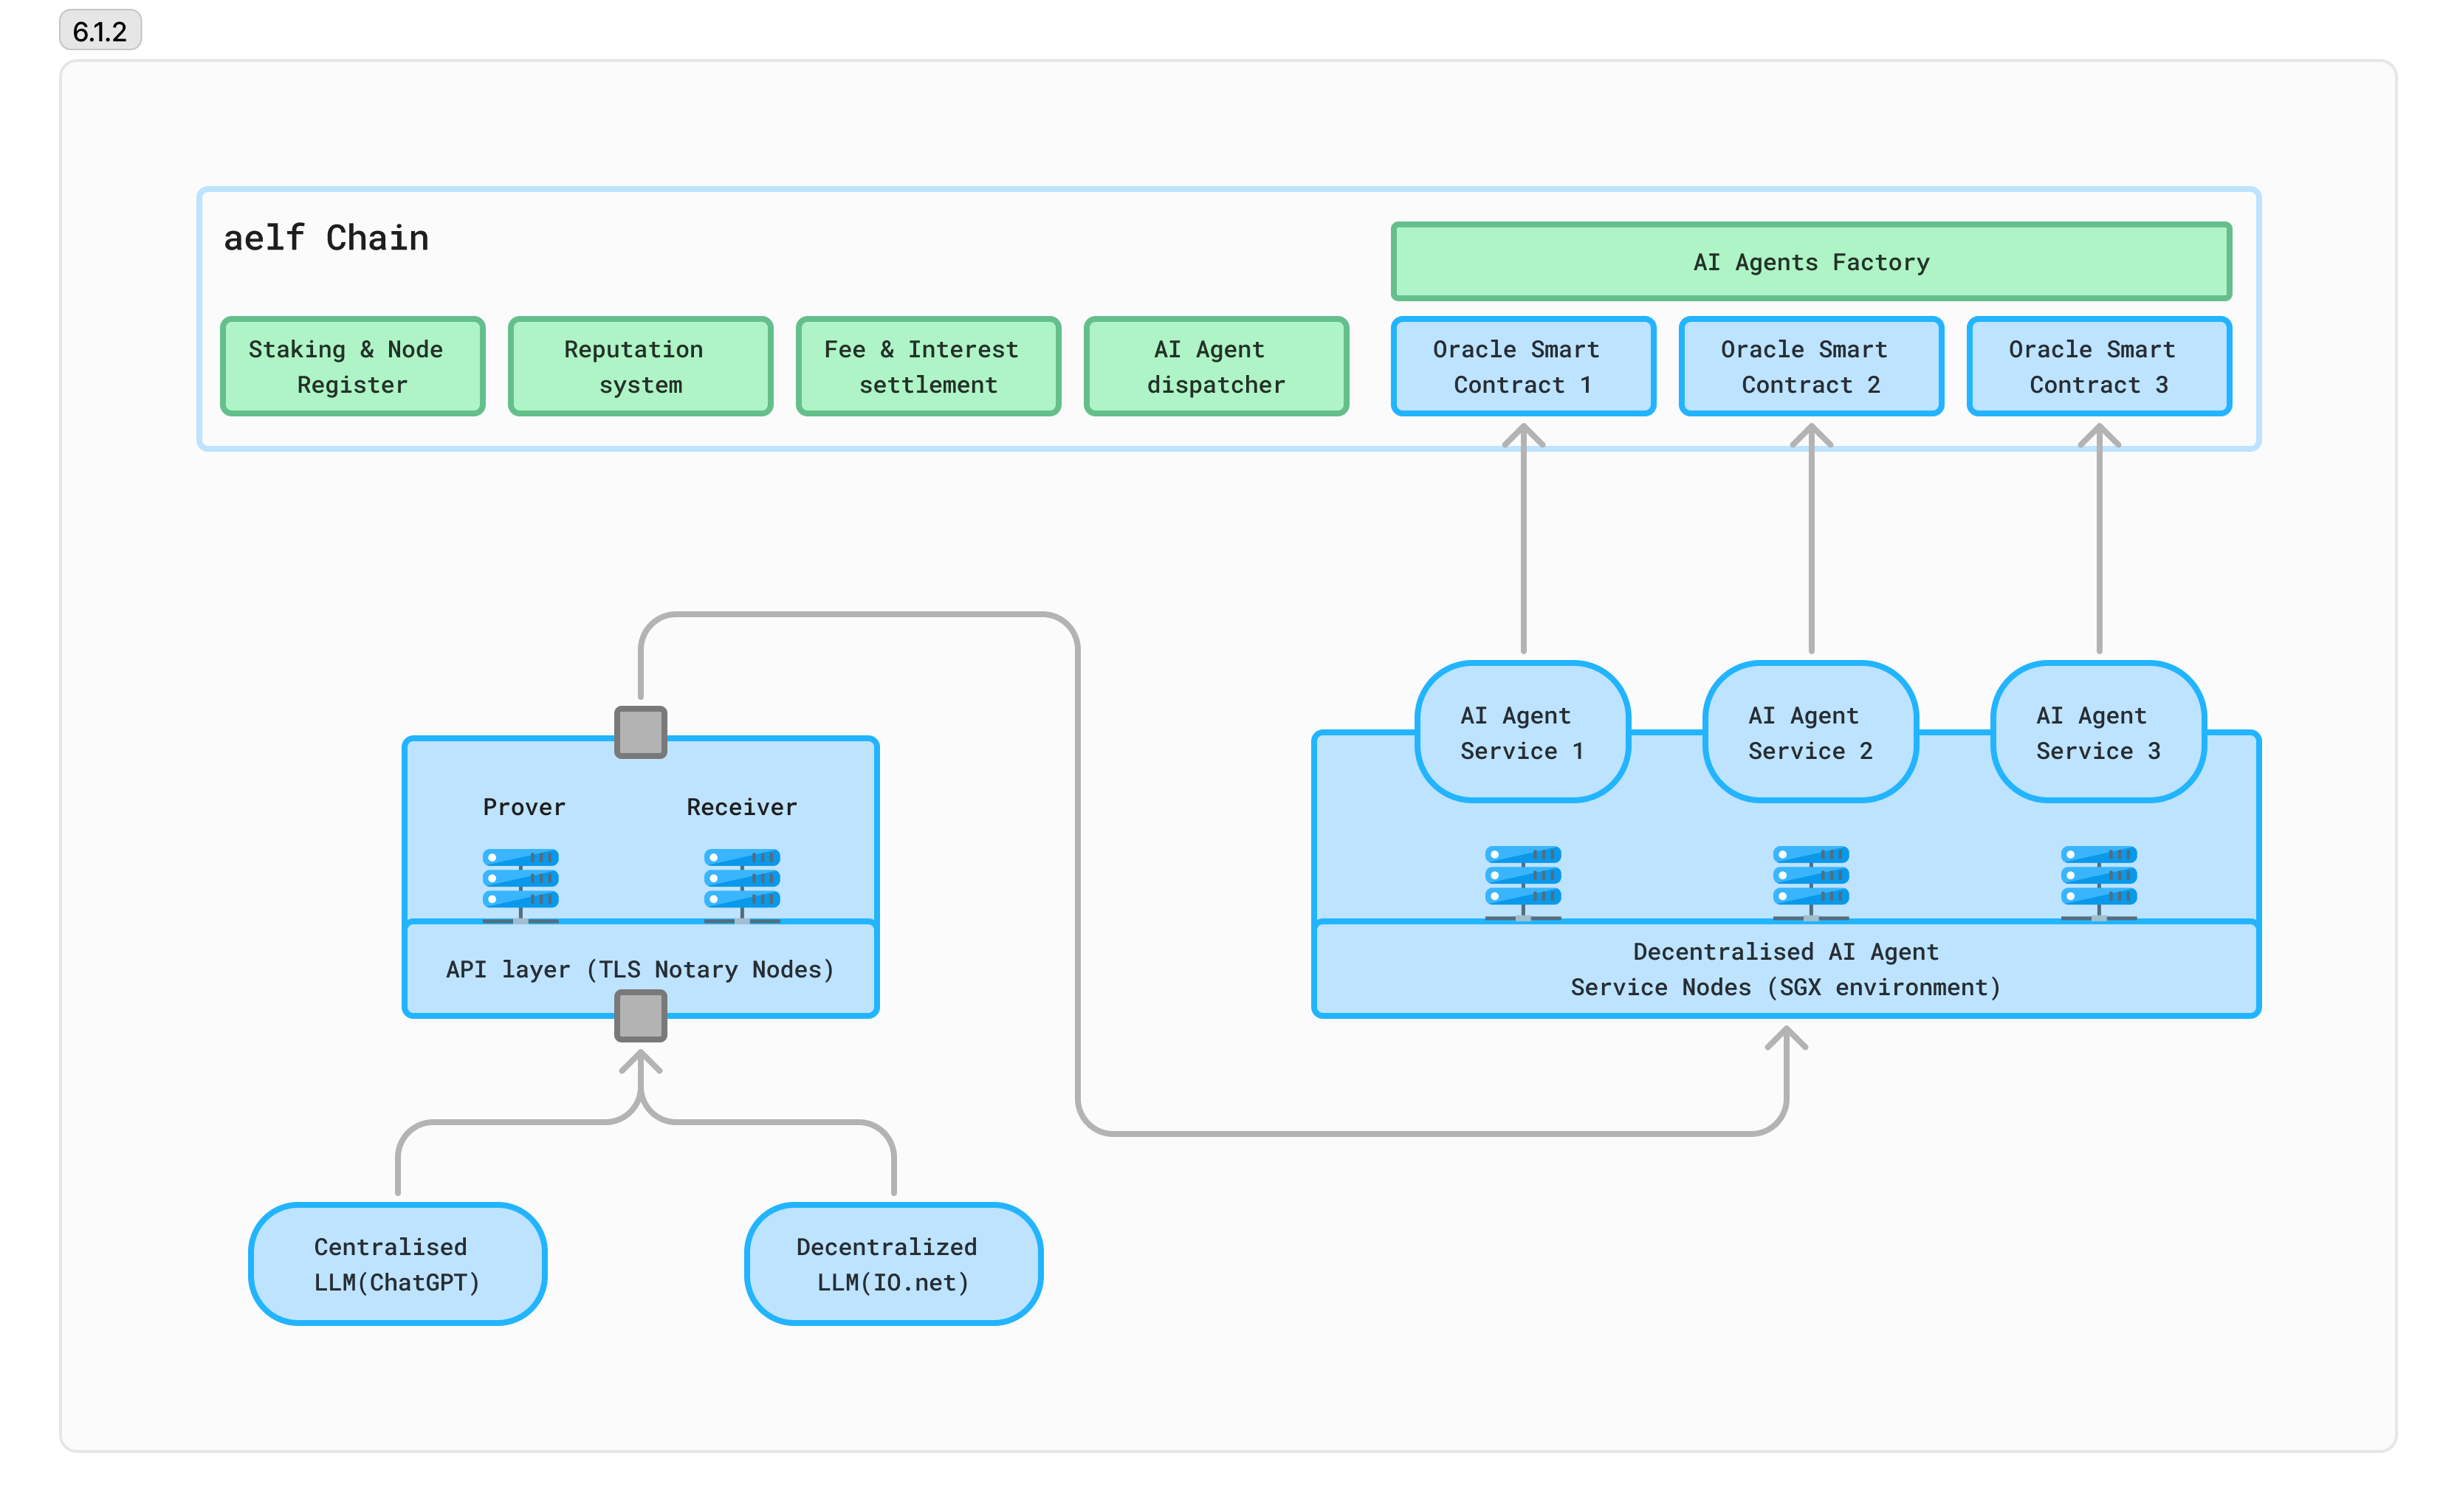 6.1.2
aelf Chain
AI Agents Factory
Staking & Node
Register
Reputation
system
Fee & Interest
settlement
AI Agent
dispatcher
Oracle Smart
Contract 1
Oracle Smart
Contract 2
Oracle Smart
Contract 3
AI Agent
Service 1
AI Agent
Service 2
AI Agent
Service 3
Prover
Receiver
API layer (TLS Notary Nodes)
Decentralised AI Agent
Service Nodes (SGX environment)
Centralised
LLM(ChatGPT)
Decentralized
LLM(IO.net)